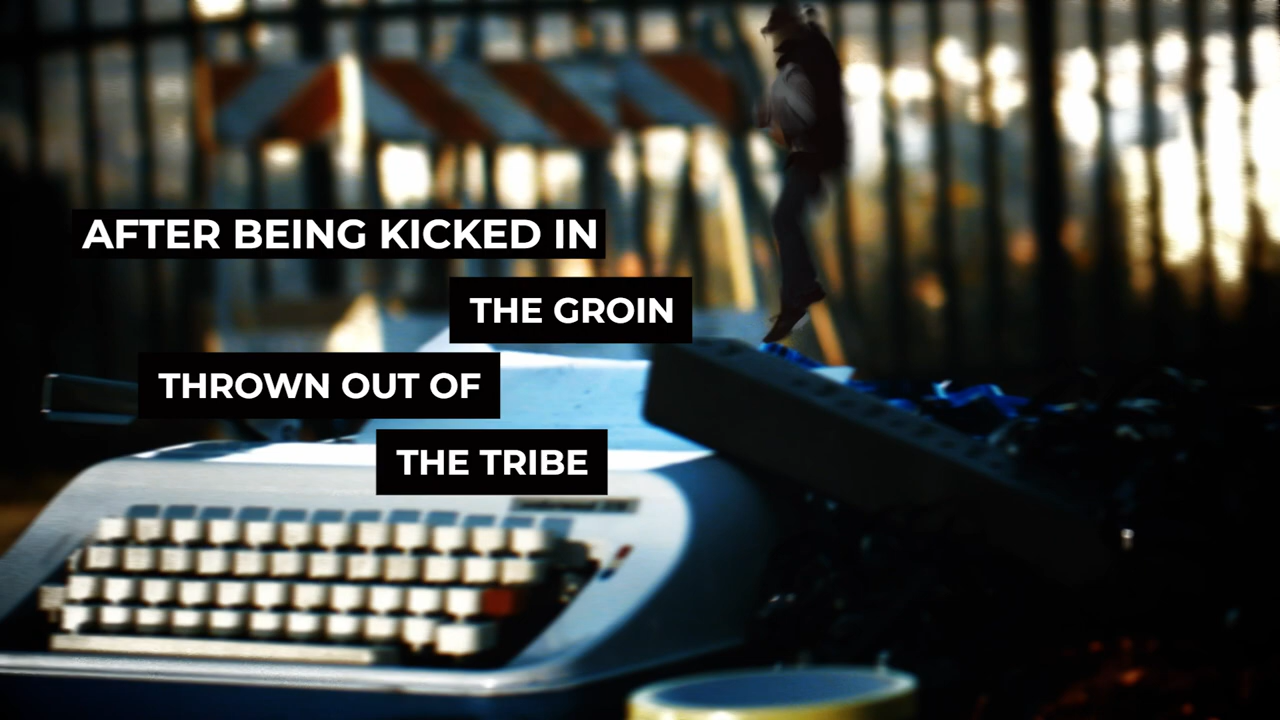 AFTER BEING KICKED IN
THE GROIN
THROWN OUT OF
THE TRIBE